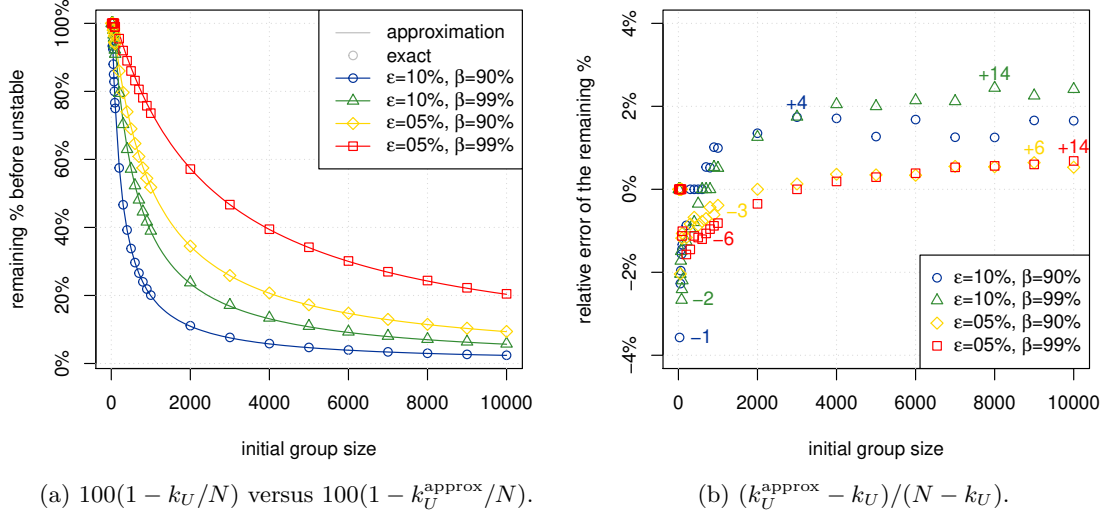 remaining % before unstable
100%
80%
60%
40%
20%
0%
0
2000
4000
6000
8000
10000
initial group size
approximation
exact
ε=10%, β=90%
ε=10%, β=99%
ε=05%, β=90%
ε=05%, β=99%
(a) 100(1 − k_U/N) versus 100(1 − k_U^approx/N).
relative error of the remaining %
4%
2%
0%
−2%
−4%
0
2000
4000
6000
8000
10000
initial group size
+4
+14
+6
+14
−3
−6
−2
−1
ε=10%, β=90%
ε=10%, β=99%
ε=05%, β=90%
ε=05%, β=99%
(b) (k_U^approx − k_U)/(N − k_U).